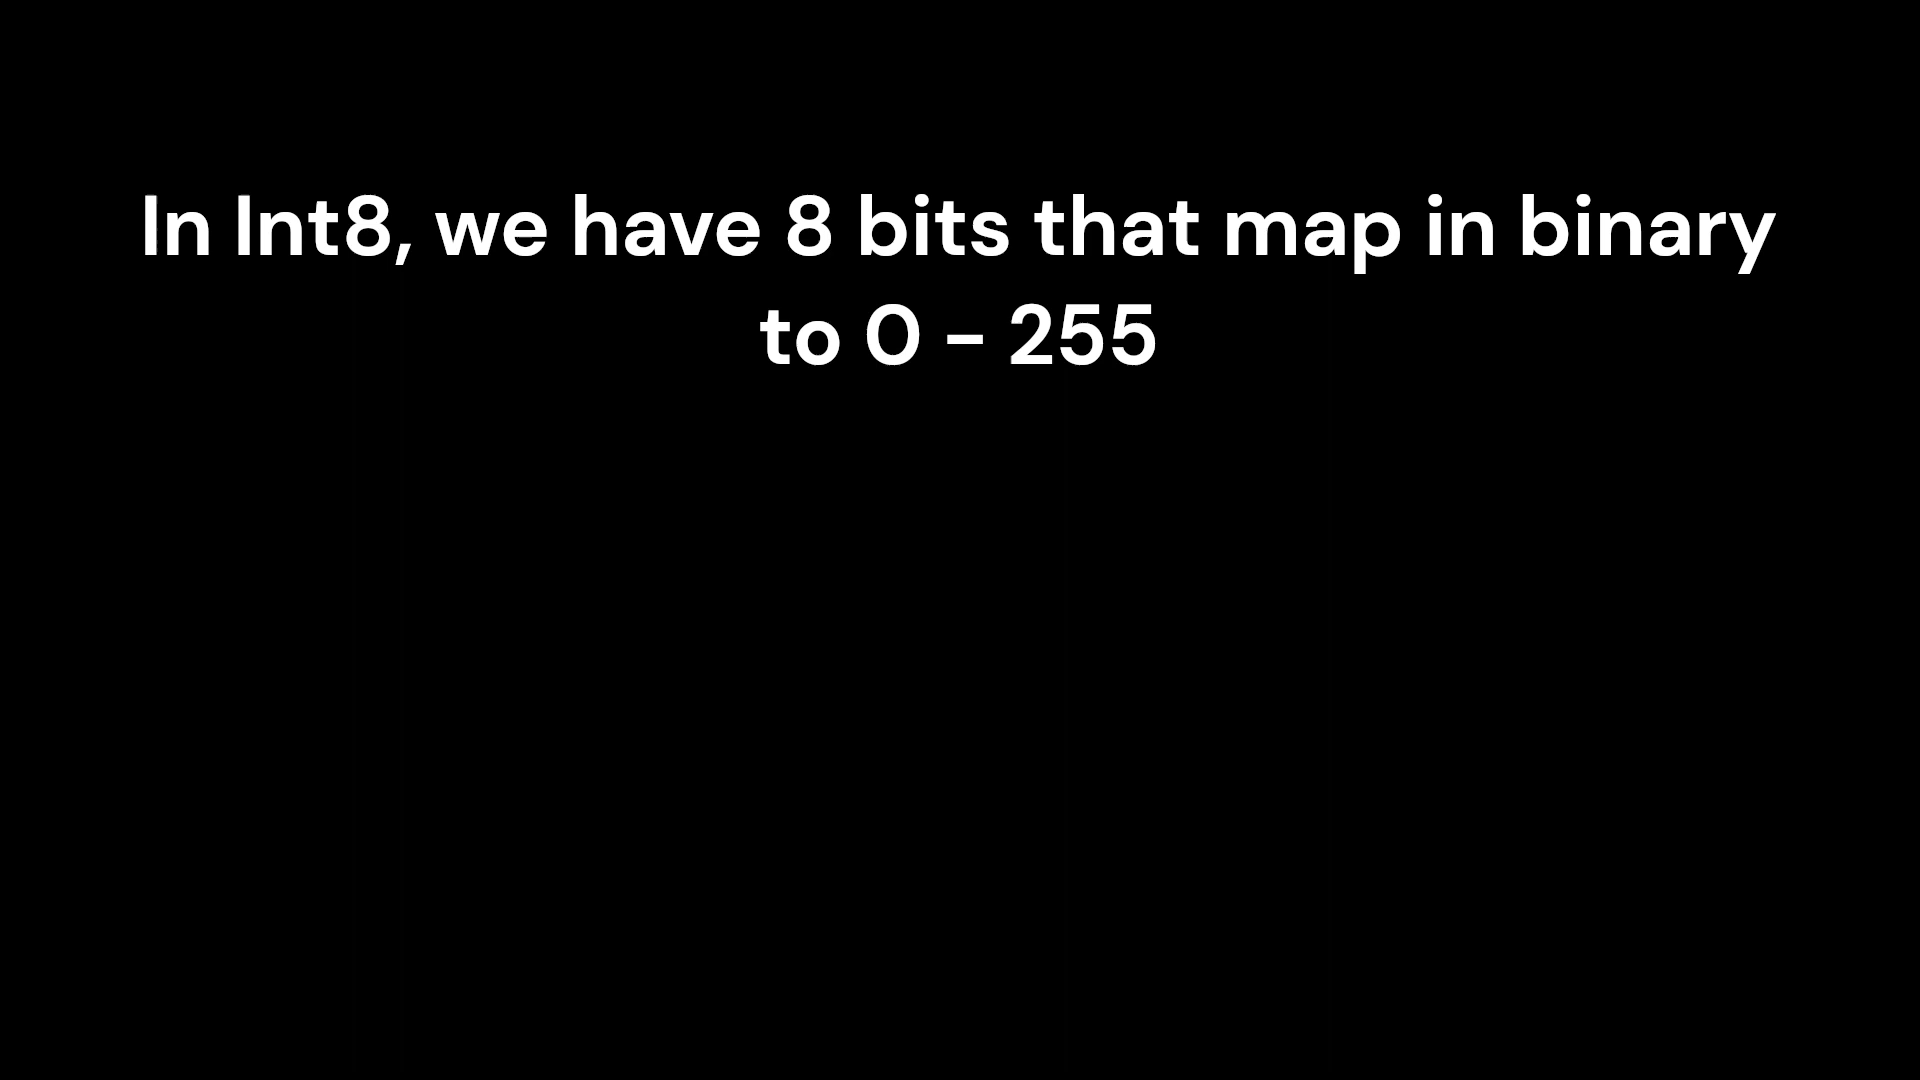 In Int8, we have 8 bits that map in binary
to 0 – 255